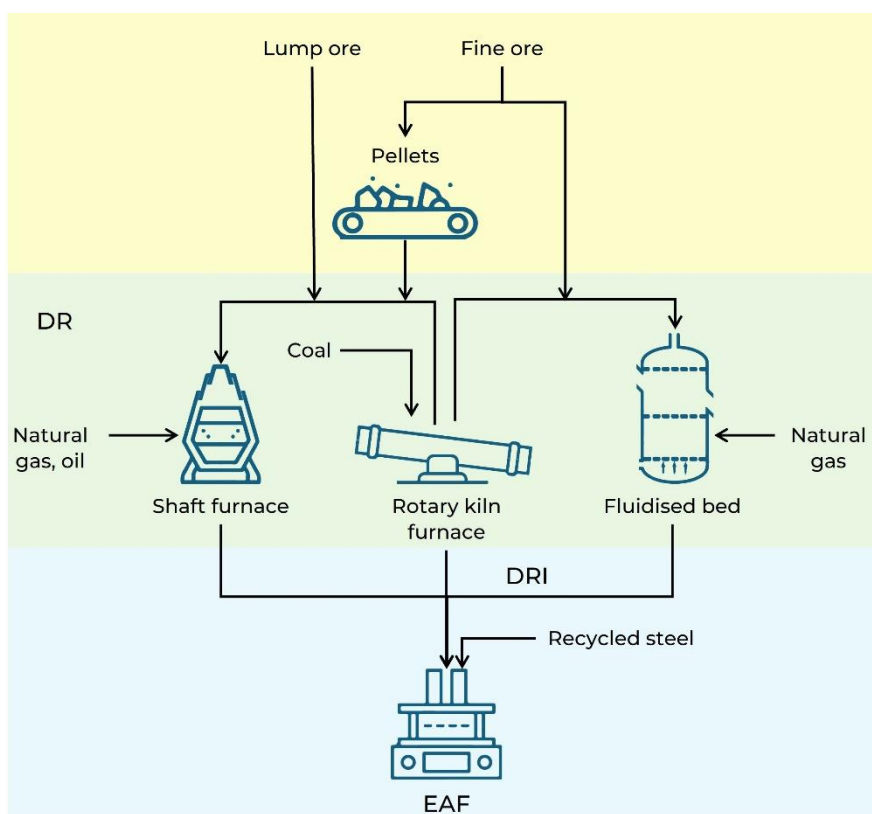 Lump ore
Fine ore
Pellets
DR
Coal
Natural
gas, oil
Natural
gas
Shaft furnace
Rotary kiln
furnace
Fluidised bed
DRI
Recycled steel
EAF